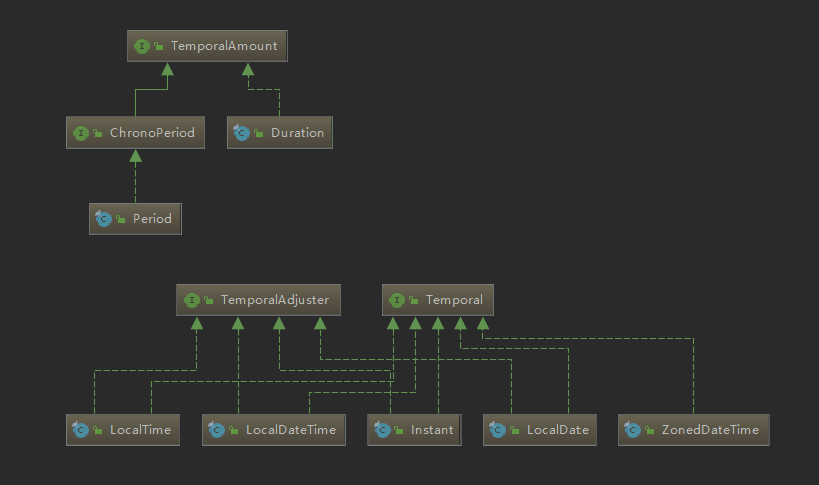 TemporalAmount
ChronoPeriod
Duration
Period
TemporalAdjuster
Temporal
LocalTime
LocalDateTime
Instant
LocalDate
ZonedDateTime